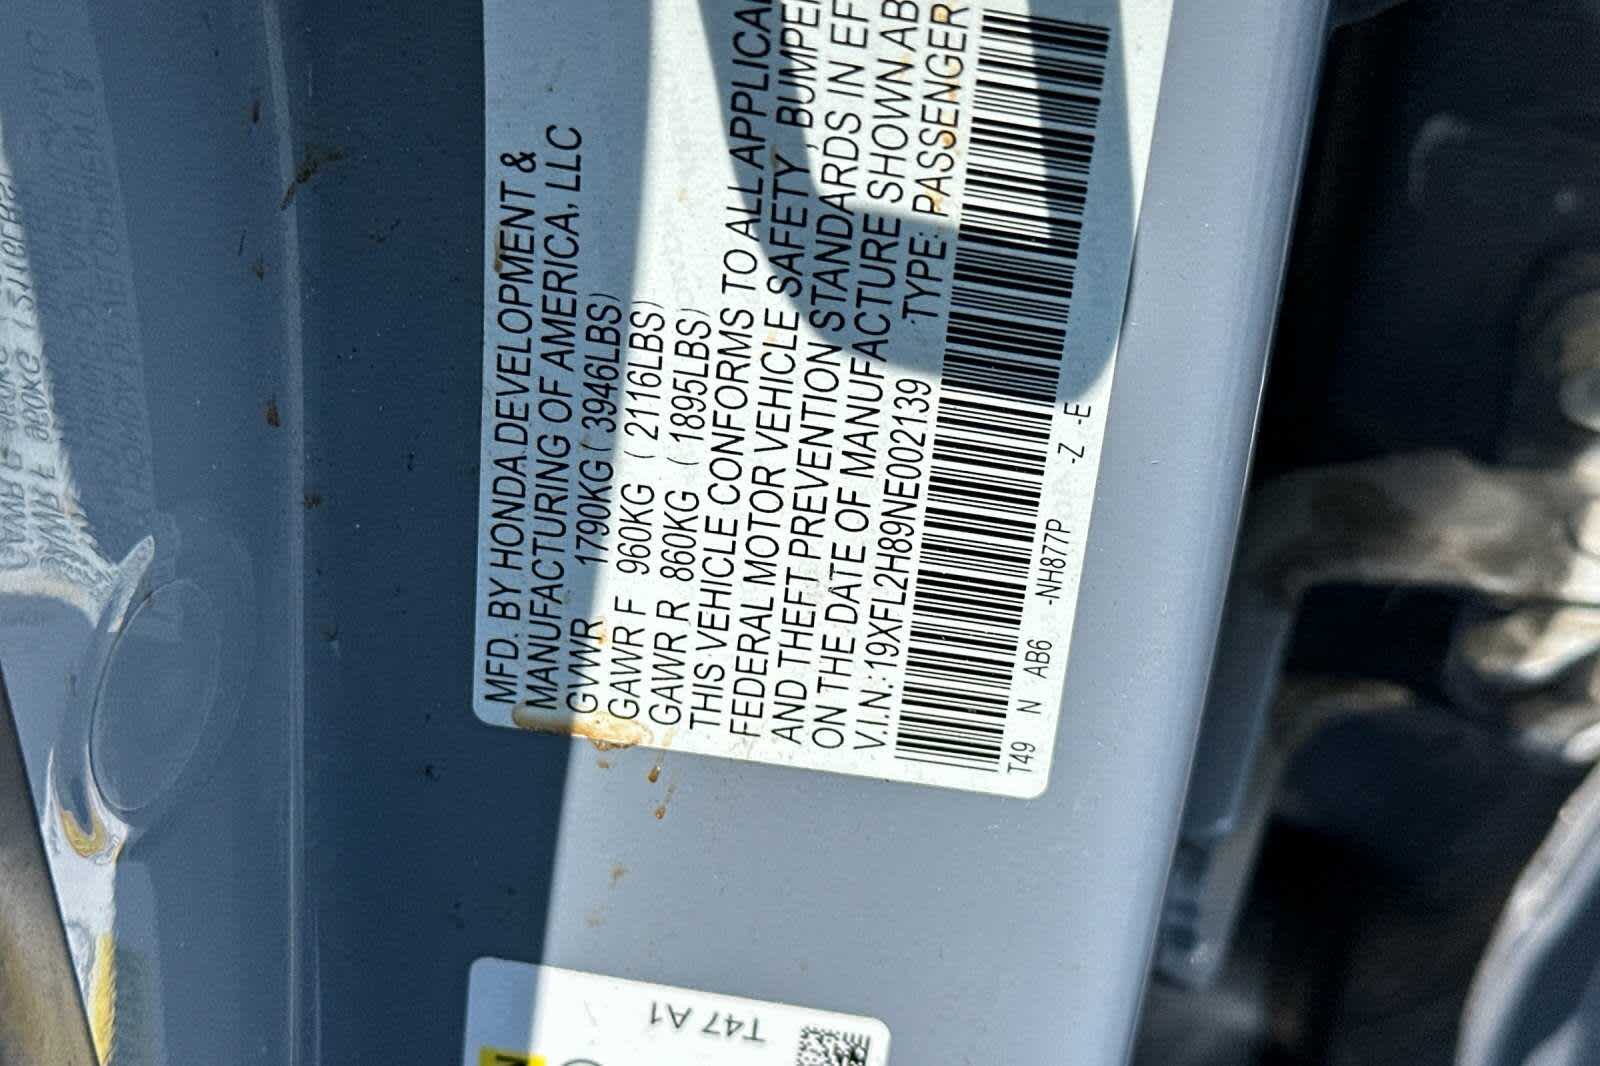 MFD. BY HONDA DEVELOPMENT &
MANUFACTURING OF AMERICA, LLC
GVWR 1790KG ( 3946LBS)
GAWR F 960KG ( 2116LBS)
GAWR R 860KG ( 1895LBS)
THIS VEHICLE CONFORMS TO ALL APPLICA
FEDERAL MOTOR VEHICLE SAFETY , BUMPE
AND THEFT PREVENTION STANDARDS IN EF
ON THE DATE OF MANUFACTURE SHOWN AB
V.I.N.: 19XFL2H89NE002139 TYPE: PASSENGER
T49 N AB6 -NH877P -Z -E
T47 A1